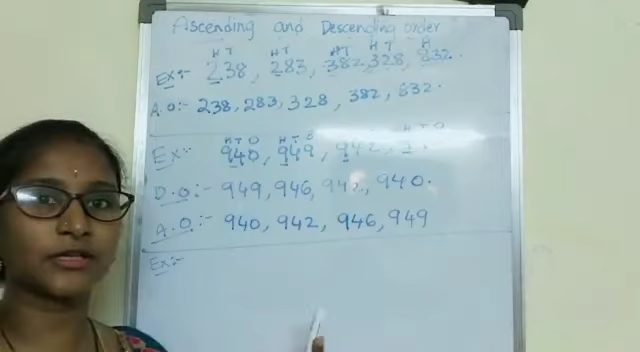 Ascending and Descending order
H T H T H T H T H
Ex:- 238, 283, 382, 328, 832.
A.O:- 238, 283, 328, 382, 832.
H T O H T O H T O
Ex:- 940, 949, 942,
D.O:- 949, 946, 942, 940.
A.O:- 940, 942, 946, 949
Ex:-